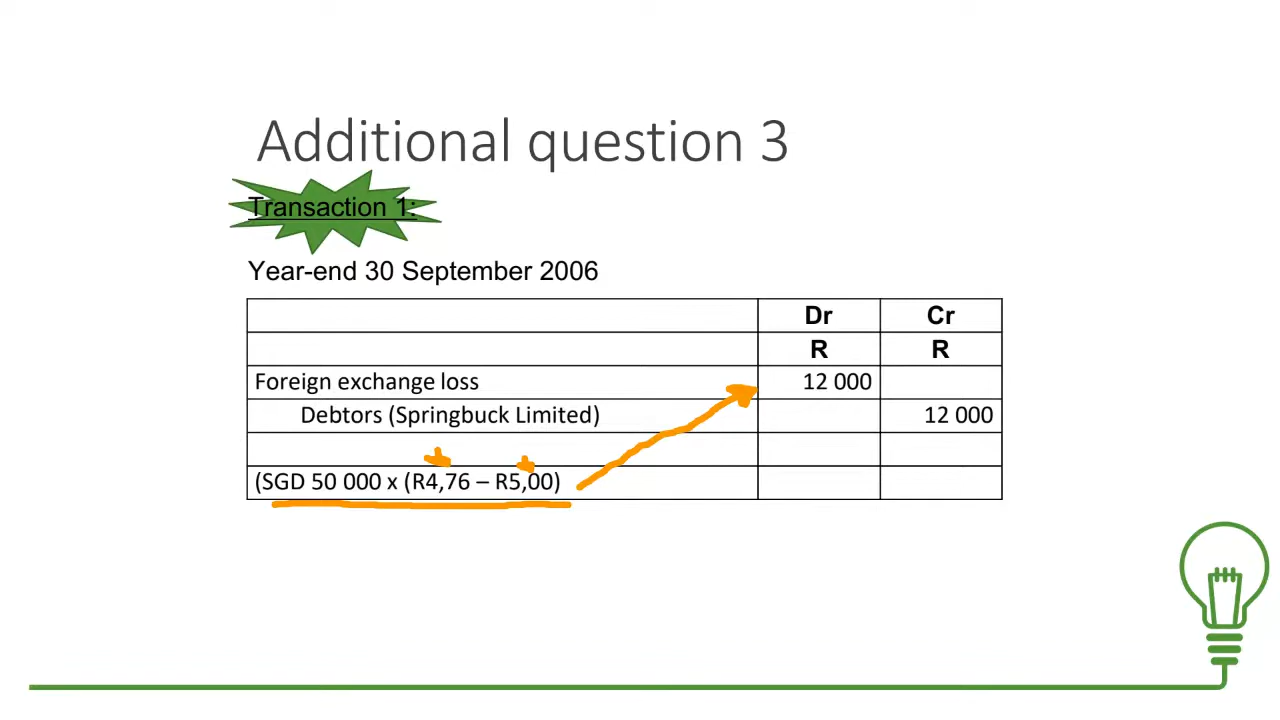 Additional question 3
Transaction 1:
Year-end 30 September 2006
Dr Cr
R R
Foreign exchange loss 12 000
Debtors (Springbuck Limited) 12 000
(SGD 50 000 x (R4,76 – R5,00)